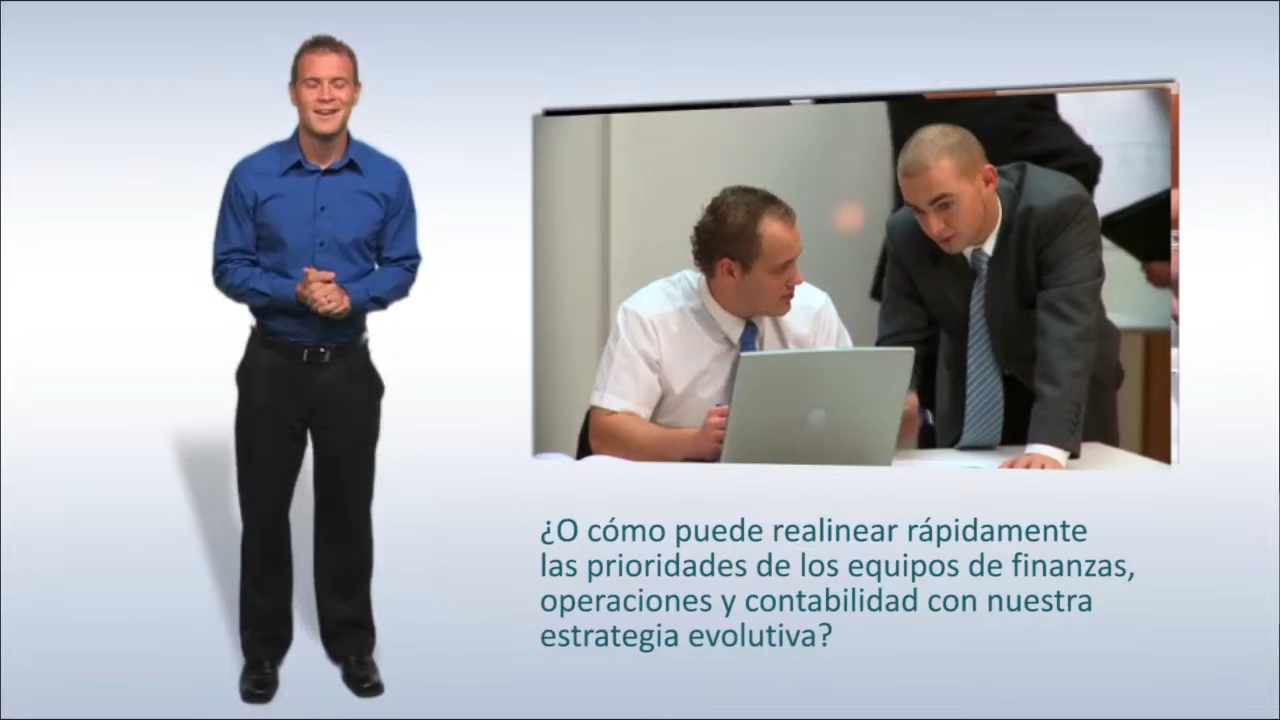 ¿O cómo puede realinear rápidamente
las prioridades de los equipos de finanzas,
operaciones y contabilidad con nuestra
estrategia evolutiva?